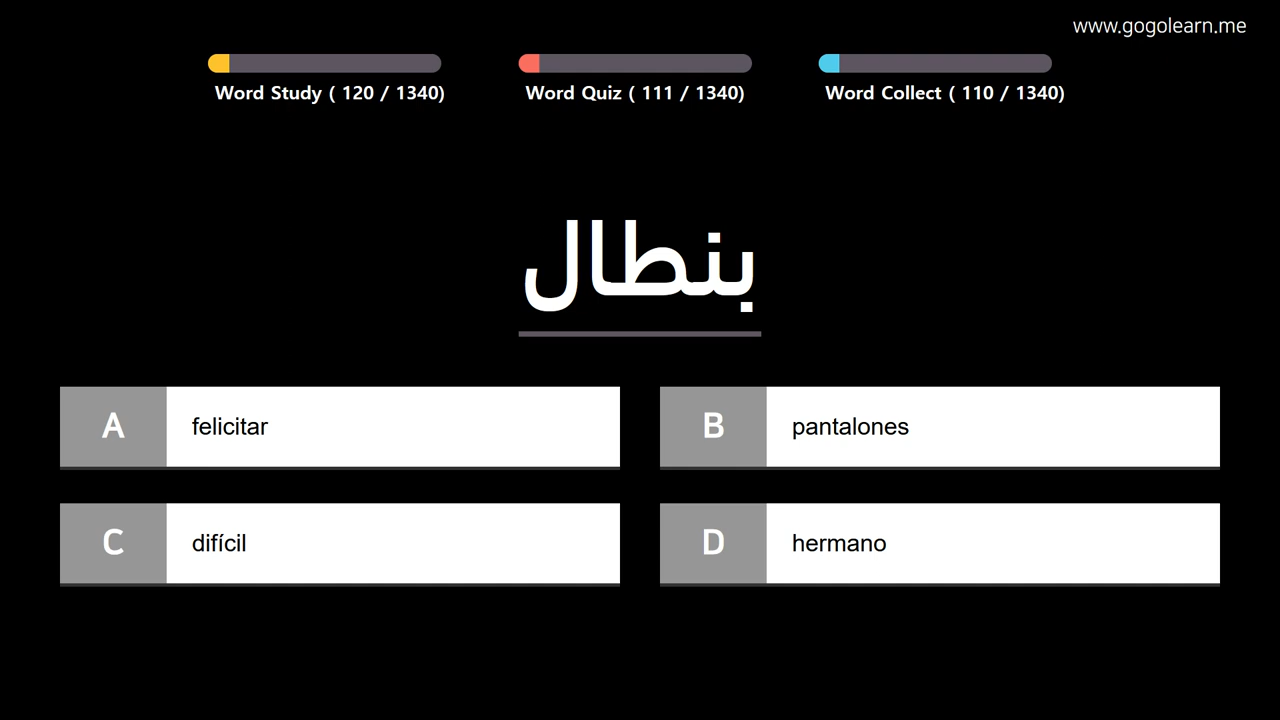 www.gogolearn.me
Word Study ( 120 / 1340)
Word Quiz ( 111 / 1340)
Word Collect ( 110 / 1340)
بنطال
A felicitar
B pantalones
C difícil
D hermano